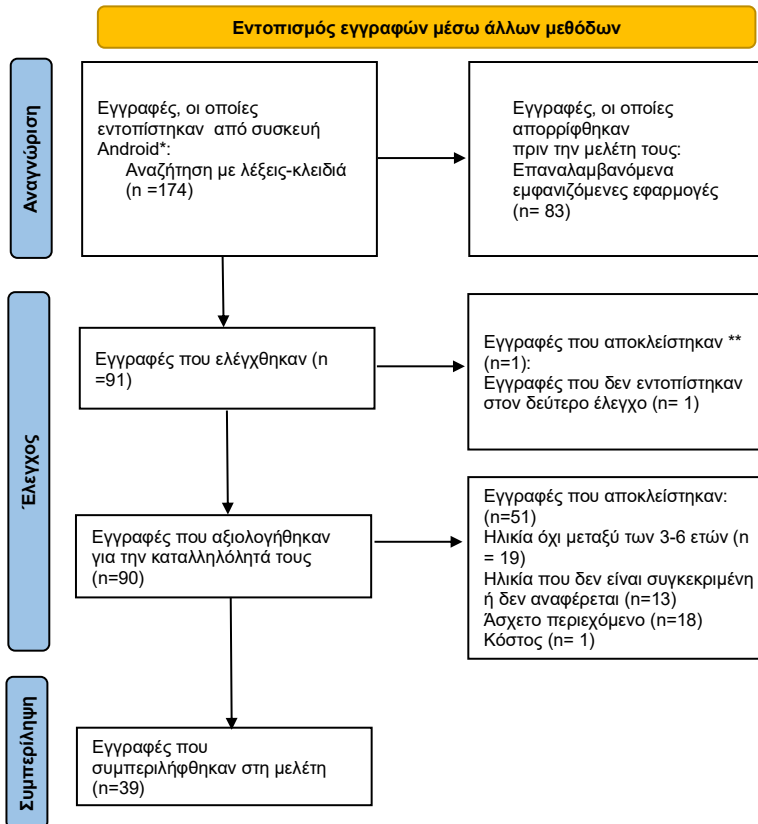 Εντοπισμός εγγραφών μέσω άλλων μεθόδων
Αναγνώριση
Εγγραφές, οι οποίες
εντοπίστηκαν από συσκευή
Android*:
Αναζήτηση με λέξεις-κλειδιά
(n =174)
Εγγραφές, οι οποίες
απορρίφθηκαν
πριν την μελέτη τους:
Επαναλαμβανόμενα
εμφανιζόμενες εφαρμογές
(n= 83)
Έλεγχος
Εγγραφές που ελέγχθηκαν (n
=91)
Εγγραφές που αποκλείστηκαν **
(n=1):
Εγγραφές που δεν εντοπίστηκαν
στον δεύτερο έλεγχο (n= 1)
Εγγραφές που αξιολογήθηκαν
για την καταλληλόλητά τους
(n=90)
Εγγραφές που αποκλείστηκαν:
(n=51)
Ηλικία όχι μεταξύ των 3-6 ετών (n
= 19)
Ηλικία που δεν είναι συγκεκριμένη
ή δεν αναφέρεται (n=13)
Άσχετο περιεχόμενο (n=18)
Κόστος (n= 1)
Συμπερίληψη
Εγγραφές που
συμπεριλήφθηκαν στη μελέτη
(n=39)